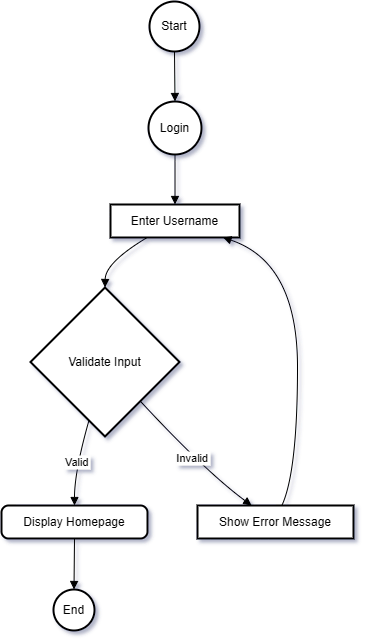 Start
Login
Enter Username
Validate Input
Valid
Invalid
Display Homepage
Show Error Message
End